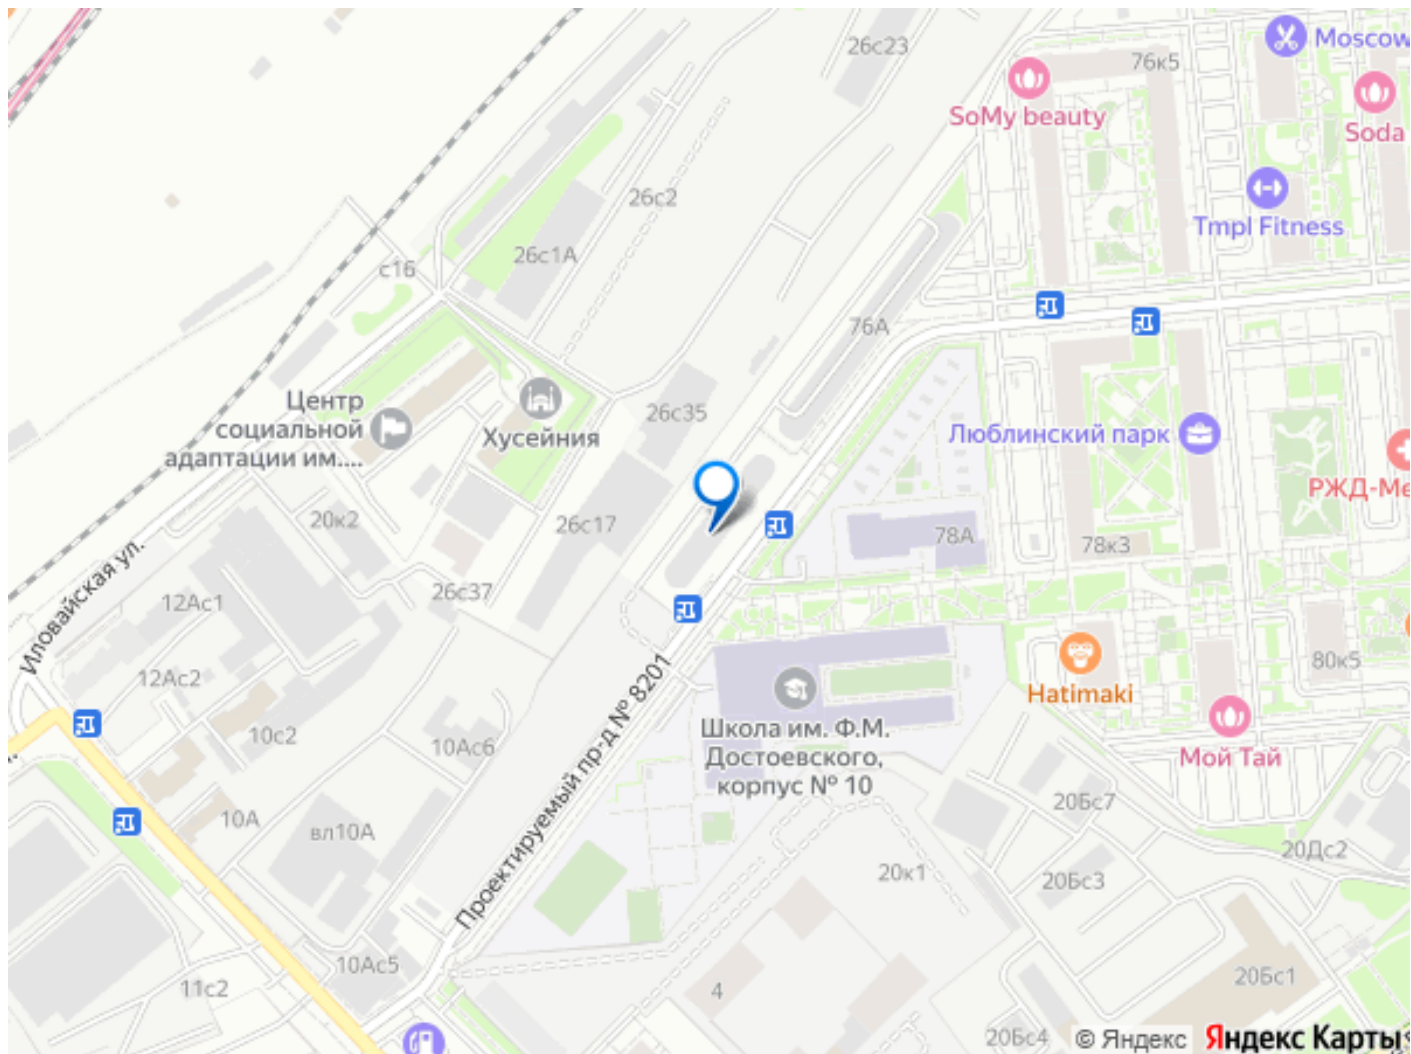 26с23
Moscow
76к5
SoMy beauty
Soda
26с2
Tmpl Fitness
26с1А
с16
76А
Центр
социальной
адаптации им....
Хусейния
26с35
Люблинский парк
РЖД-Ме
20к2
26с17
78А
78к3
Иловайская ул.
12Ас1
26с37
12Ас2
80к5
Hatimaki
10с2
10Ас6
Проектируемый пр-д № 8201
Школа им. Ф.М.
Достоевского,
корпус № 10
Мой Тай
10А
вл10А
20Бс7
20Дс2
20к1
20Бс3
10Ас5
11с2
4
20Бс1
20Бс4
© Яндекс
Яндекс Карты